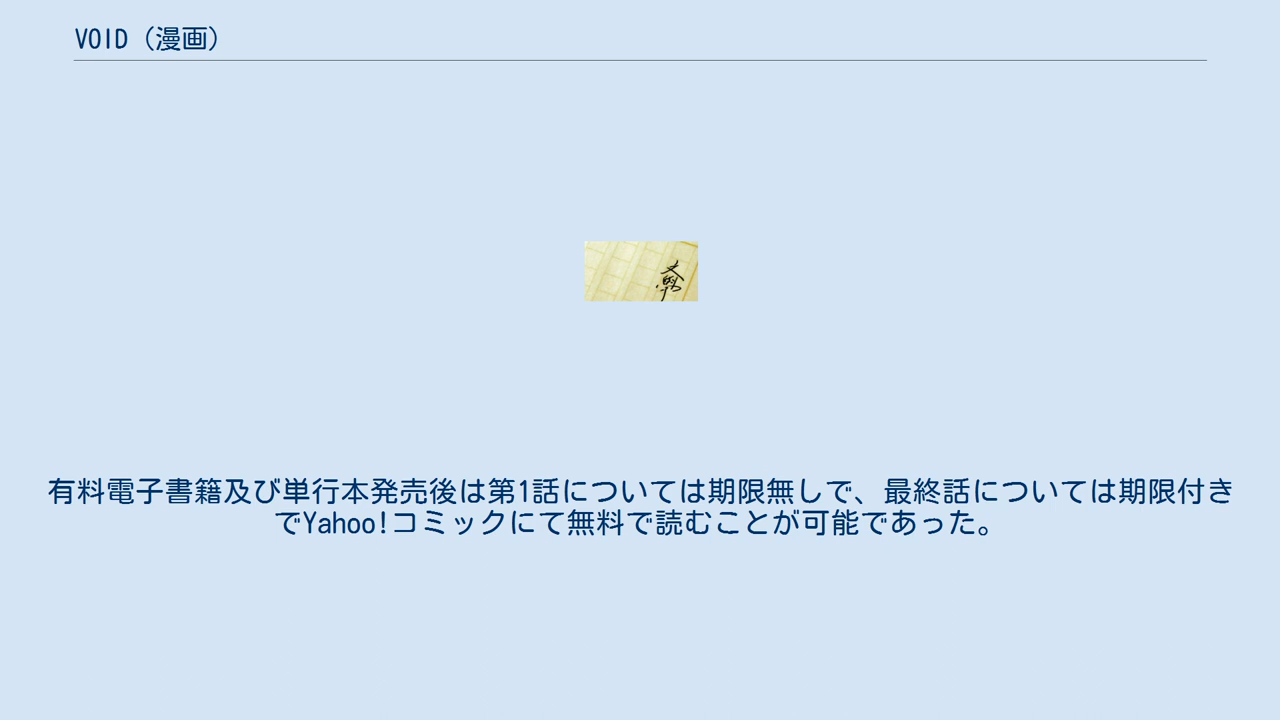 VOID（漫画）
有料電子書籍及び単行本発売後は第1話については期限無しで、最終話については期限付き
でYahoo!コミックにて無料で読むことが可能であった。